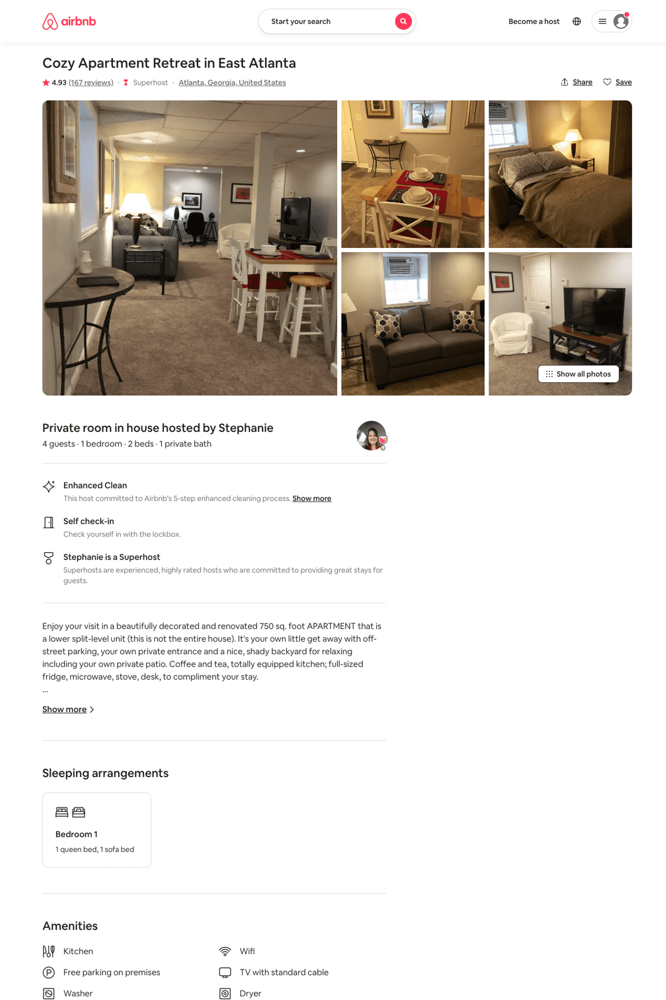 airbnb
Start your search
Become a host
Cozy Apartment Retreat in East Atlanta
4.93 (167 reviews) · Superhost · Atlanta, Georgia, United States
Share
Save
Show all photos
Private room in house hosted by Stephanie
4 guests · 1 bedroom · 2 beds · 1 private bath
Enhanced Clean
This host committed to Airbnb's 5-step enhanced cleaning process. Show more
Self check-in
Check yourself in with the lockbox.
Stephanie is a Superhost
Superhosts are experienced, highly rated hosts who are committed to providing great stays for
guests.
Enjoy your visit in a beautifully decorated and renovated 750 sq. foot APARTMENT that is
a lower split-level unit (this is not the entire house). It's your own little get away with off-
street parking, your own private entrance and a nice, shady backyard for relaxing
including your own private patio. Coffee and tea, totally equipped kitchen; full-sized
fridge, microwave, stove, desk, to compliment your stay.
...
Show more
Sleeping arrangements
Bedroom 1
1 queen bed, 1 sofa bed
Amenities
Kitchen
Wifi
Free parking on premises
TV with standard cable
Washer
Dryer